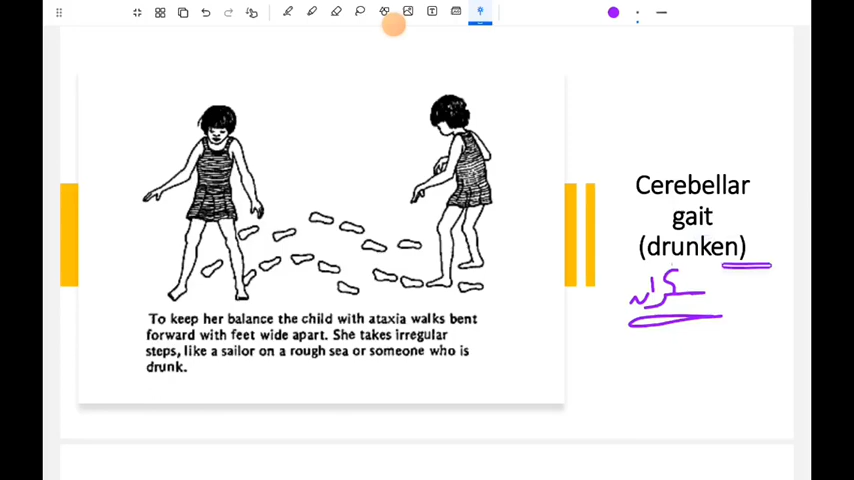 To keep her balance the child with ataxia walks bent
forward with feet wide apart. She takes irregular
steps, like a sailor on a rough sea or someone who is
drunk.
Cerebellar
gait
(drunken)